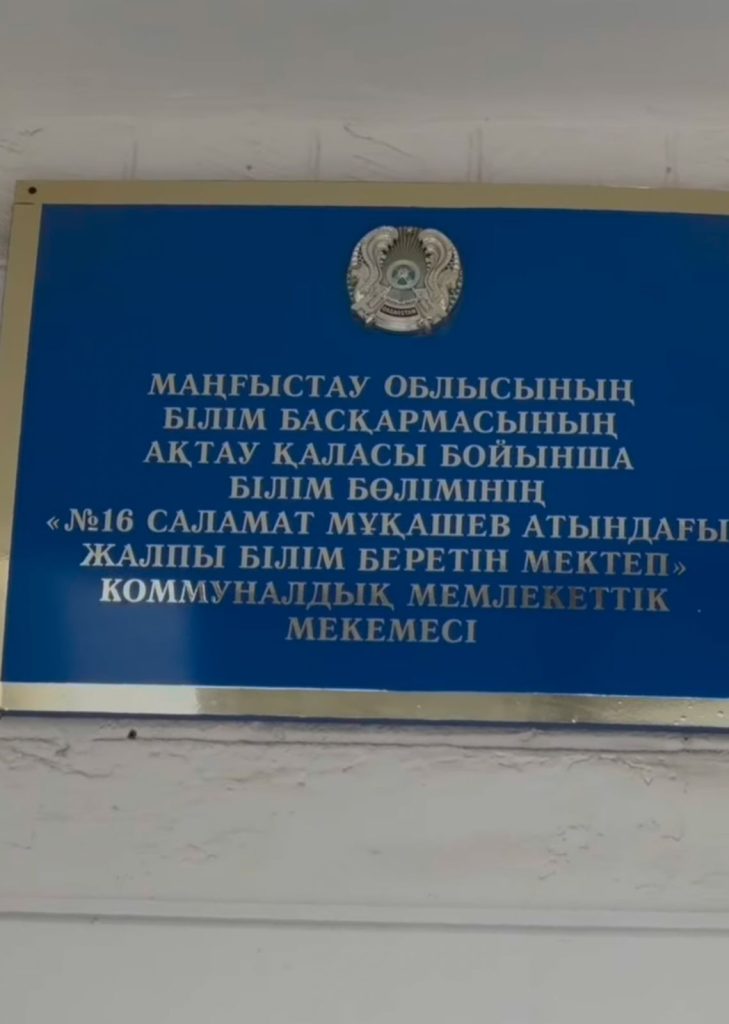 МАҢҒЫСТАУ ОБЛЫСЫНЫҢ
БІЛІМ БАСҚАРМАСЫНЫҢ
АҚТАУ ҚАЛАСЫ БОЙЫНША
БІЛІМ БӨЛІМІНІҢ
«№16 САЛАМАТ МҰҚАШЕВ АТЫНДАҒЫ
ЖАЛПЫ БІЛІМ БЕРЕТІН МЕКТЕП»
КОММУНАЛДЫҚ МЕМЛЕКЕТТІК
МЕКЕМЕСІ